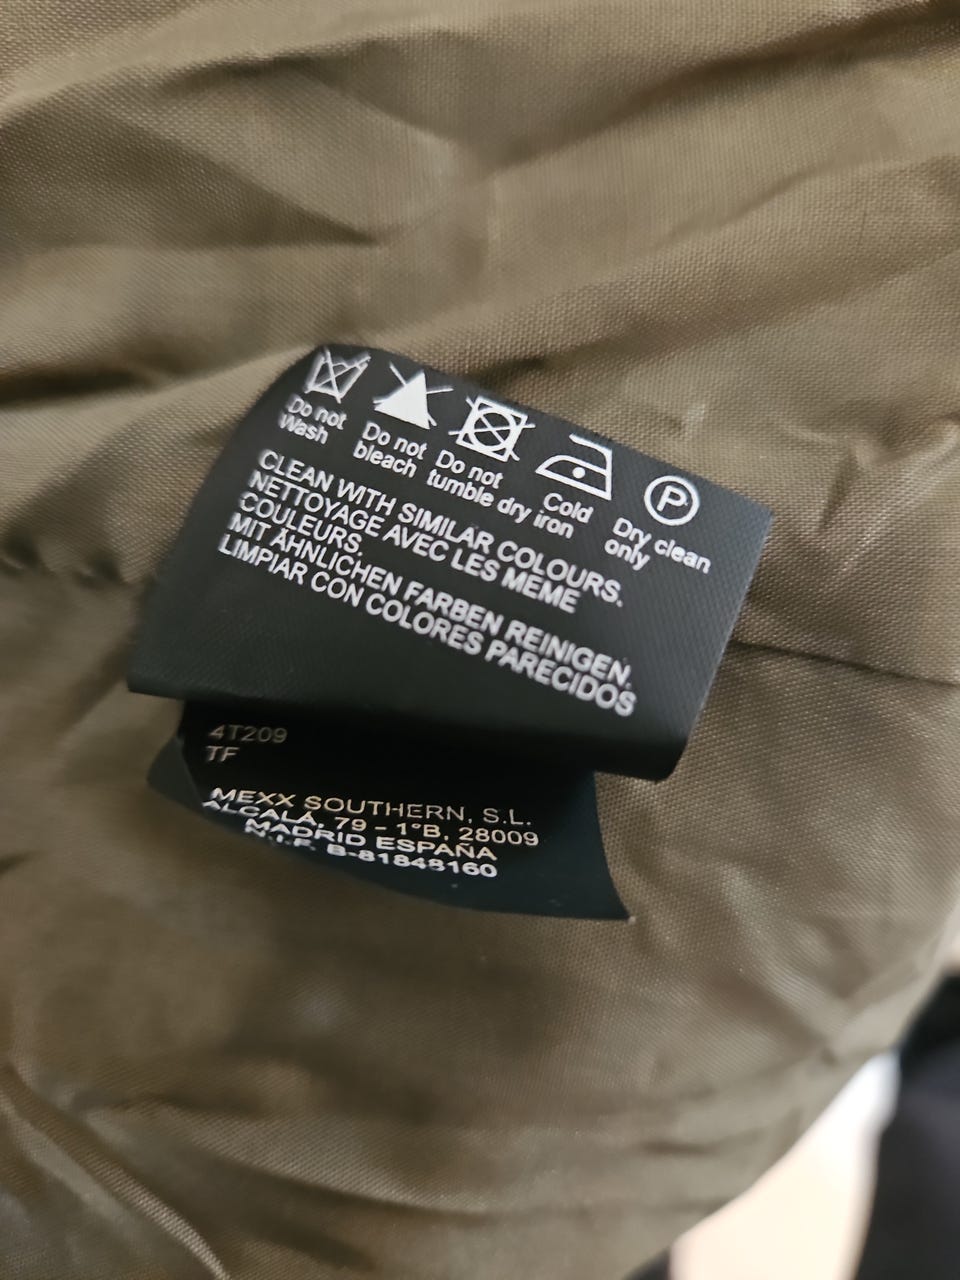 Do not Wash
Do not bleach
Do not tumble dry
Cold iron
P
Dry clean only
CLEAN WITH SIMILAR COLOURS.
NETTOYAGE AVEC LES MEME
COULEURS.
MIT ÄHNLICHEN FARBEN REINIGEN.
LIMPIAR CON COLORES PARECIDOS
4T209
TF
MEXX SOUTHERN, S.L.
ALCALÁ, 79 - 1°B, 28009
MADRID ESPAÑA
N.I.F. B-81848160